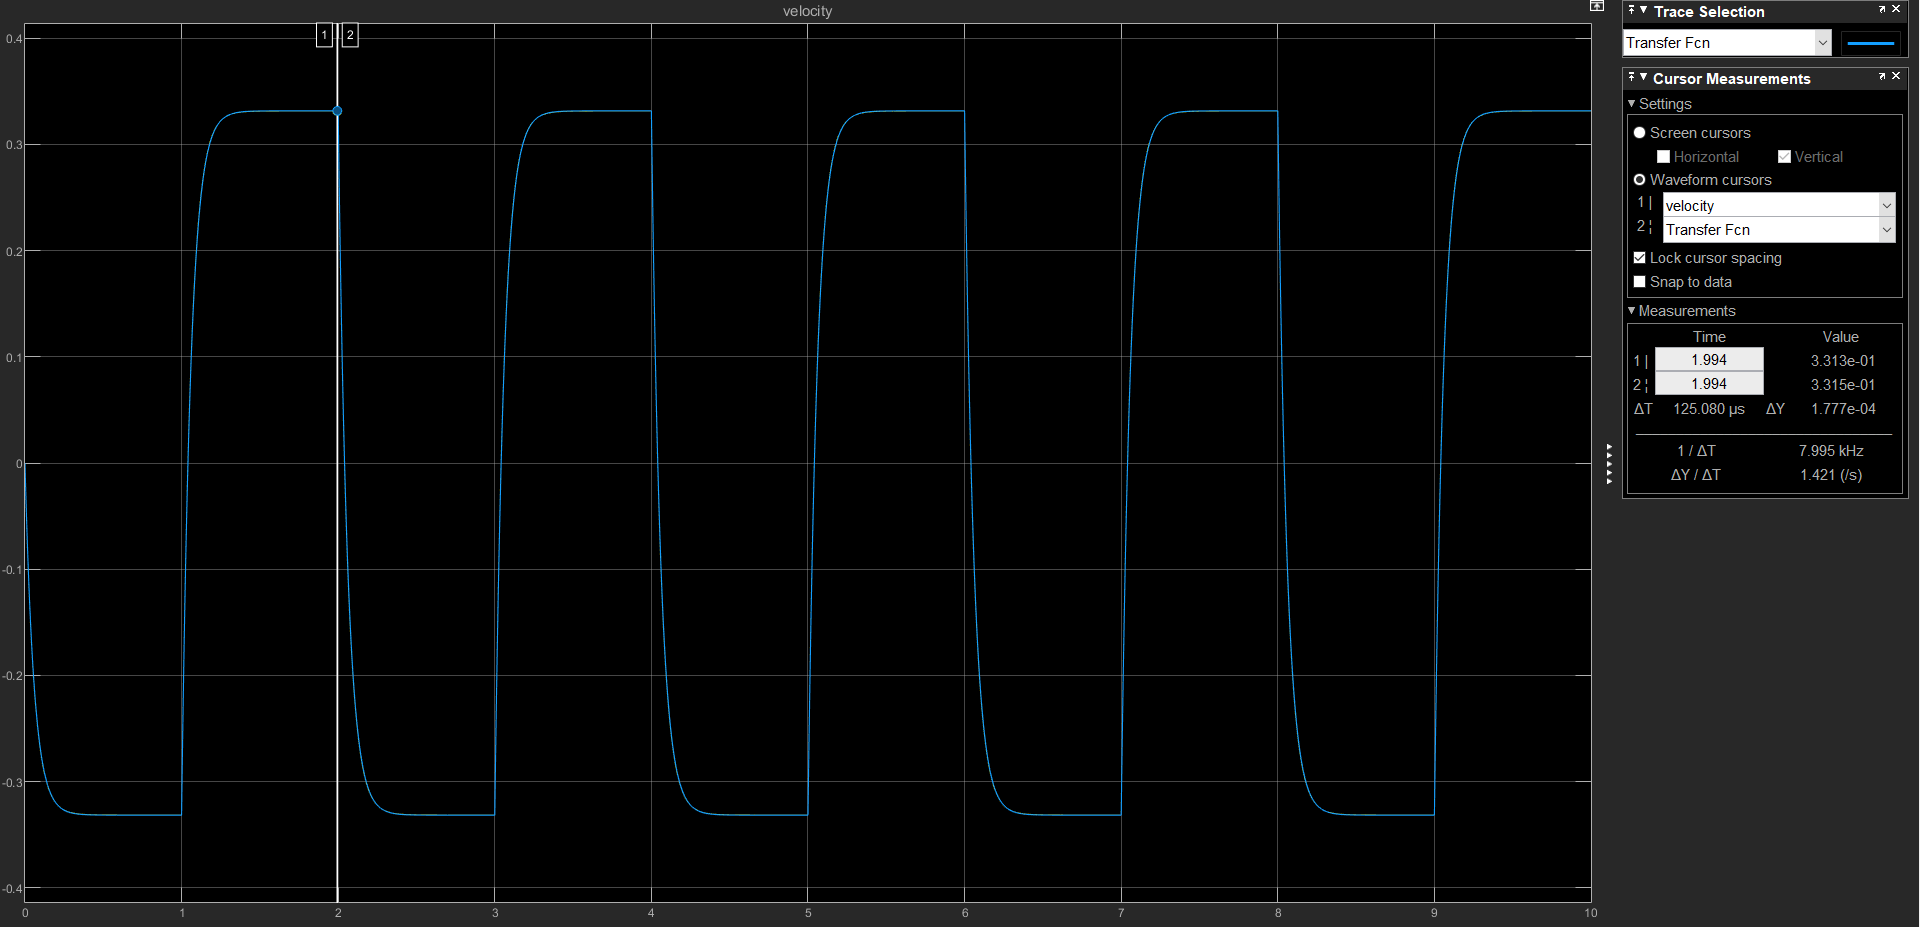 velocity
1 2
0.4
0.3
0.2
0.1
0
-0.1
-0.2
-0.3
-0.4
0 1 2 3 4 5 6 7 8 9 10
Trace Selection
Transfer Fcn
Cursor Measurements
Settings
Screen cursors
Horizontal Vertical
Waveform cursors
1 | velocity
2 ¦ Transfer Fcn
Lock cursor spacing
Snap to data
Measurements
Time Value
1 | 1.994 3.313e-01
2 ¦ 1.994 3.315e-01
ΔT 125.080 µs ΔY 1.777e-04
1 / ΔT 7.995 kHz
ΔY / ΔT 1.421 (/s)